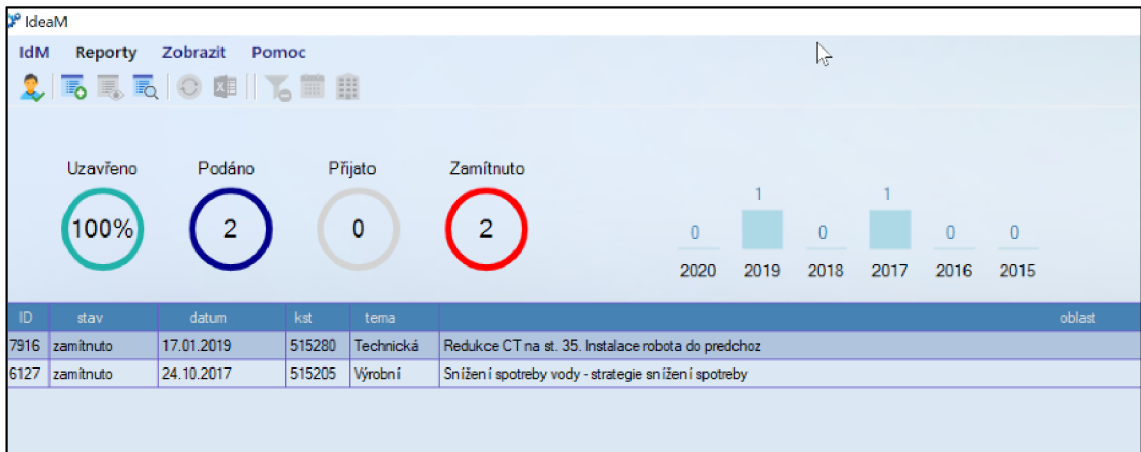 IdeaM
IdM Reporty Zobrazit Pomoc
Uzavřeno Podáno Přijato Zamítnuto
100% 2 0 2
1 1
0 0 0 0
2020 2019 2018 2017 2016 2015
ID stav datum kst tema oblast
7916 zamítnuto 17.01.2019 515280 Technická Redukce CT na st. 35. Instalace robota do predchoz
6127 zamítnuto 24.10.2017 515205 Výrobní Snížení spotreby vody - strategie snížení spotreby